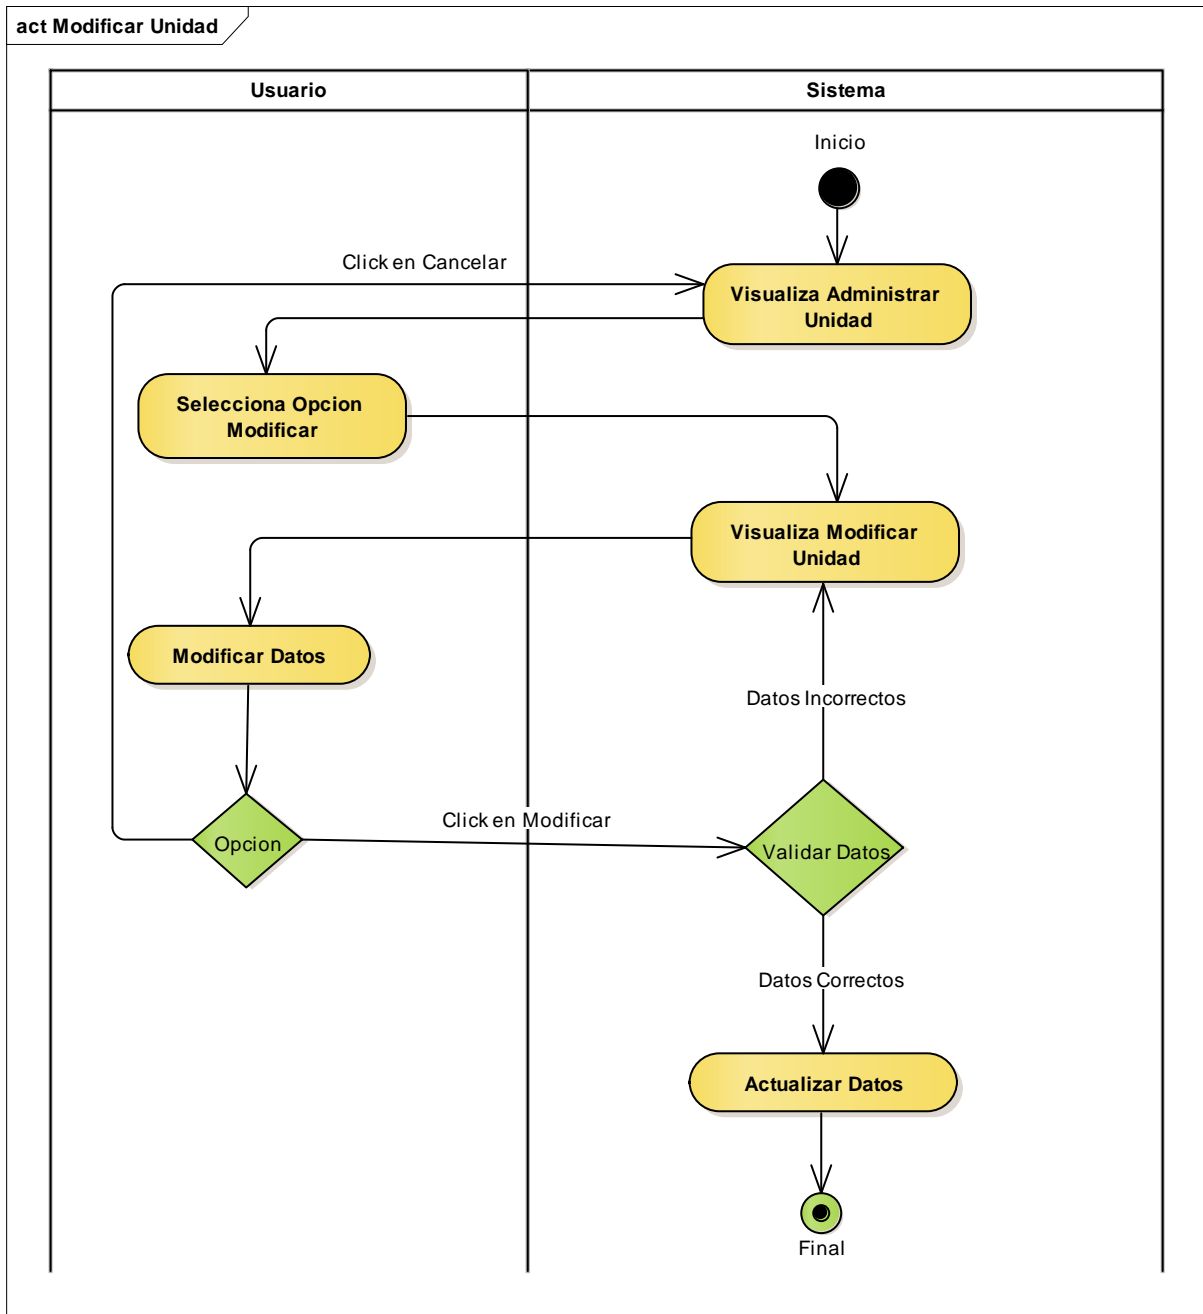 act Modificar Unidad
Usuario
Sistema
Inicio
Click en Cancelar
Visualiza Administrar
Unidad
Selecciona Opcion
Modificar
Visualiza Modificar
Unidad
Modificar Datos
Datos Incorrectos
Click en Modificar
Opcion
Validar Datos
Datos Correctos
Actualizar Datos
Final